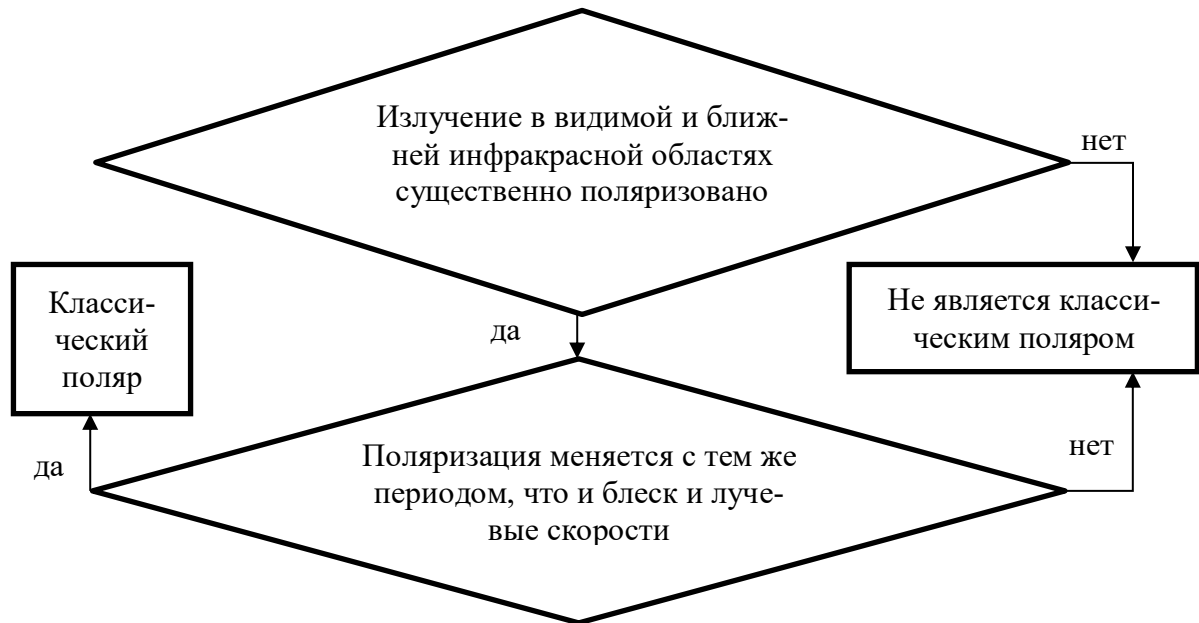 Излучение в видимой и ближ-
ней инфракрасной областях
существенно поляризовано
нет
Класси-
ческий
поляр
да
Не является класси-
ческим поляром
да
Поляризация меняется с тем же
периодом, что и блеск и луче-
вые скорости
нет